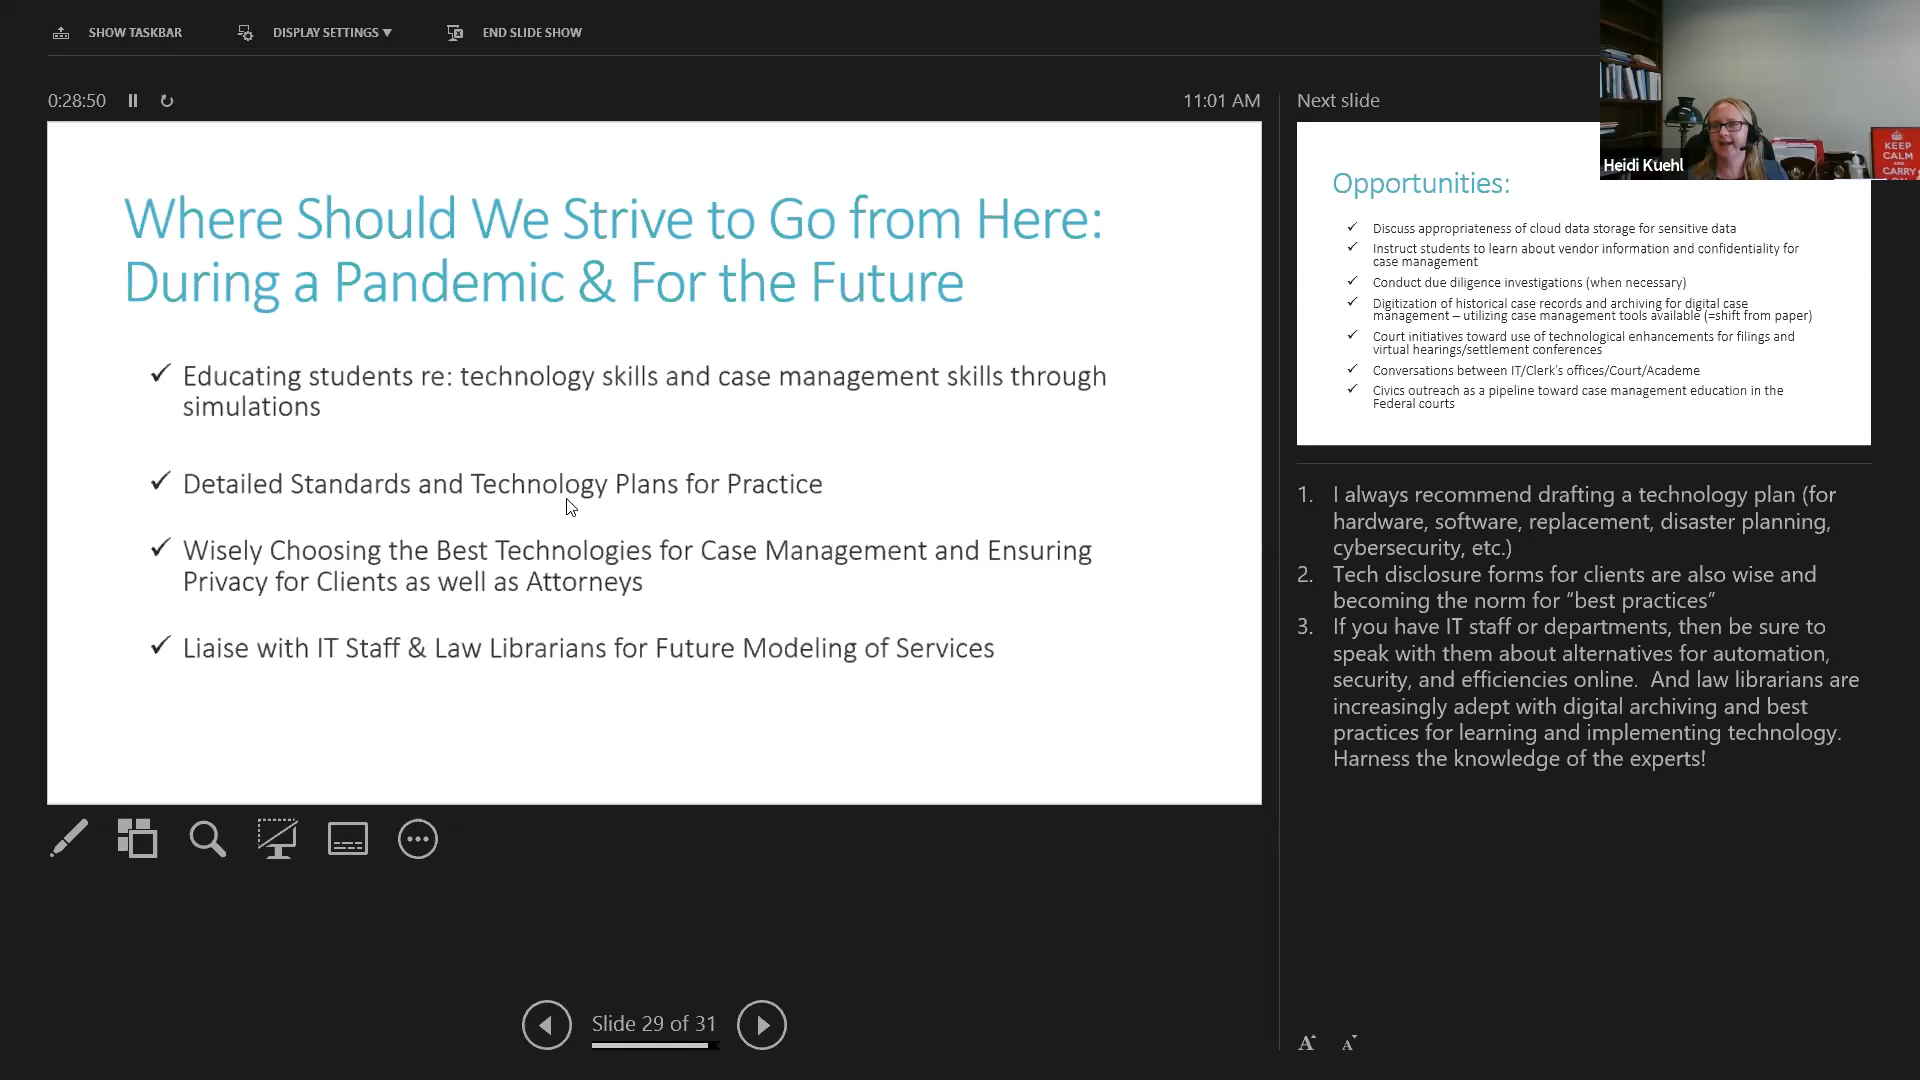 SHOW TASKBAR
DISPLAY SETTINGS ▼
END SLIDE SHOW
0:28:50
11:01 AM
Where Should We Strive to Go from Here:
During a Pandemic & For the Future
✓ Educating students re: technology skills and case management skills through
simulations
✓ Detailed Standards and Technology Plans for Practice
✓ Wisely Choosing the Best Technologies for Case Management and Ensuring
Privacy for Clients as well as Attorneys
✓ Liaise with IT Staff & Law Librarians for Future Modeling of Services
Slide 29 of 31
Next slide
Heidi Kuehl
KEEP
CALM
AND
CARRY
ON
Opportunities:
✓ Discuss appropriateness of cloud data storage for sensitive data
✓ Instruct students to learn about vendor information and confidentiality for
case management
✓ Conduct due diligence investigations (when necessary)
✓ Digitization of historical case records and archiving for digital case
management – utilizing case management tools available (=shift from paper)
✓ Court initiatives toward use of technological enhancements for filings and
virtual hearings/settlement conferences
✓ Conversations between IT/Clerk's offices/Court/Academe
✓ Civics outreach as a pipeline toward case management education in the
Federal courts
1. I always recommend drafting a technology plan (for
hardware, software, replacement, disaster planning,
cybersecurity, etc.)
2. Tech disclosure forms for clients are also wise and
becoming the norm for “best practices”
3. If you have IT staff or departments, then be sure to
speak with them about alternatives for automation,
security, and efficiencies online.  And law librarians are
increasingly adept with digital archiving and best
practices for learning and implementing technology.
Harness the knowledge of the experts!
A A